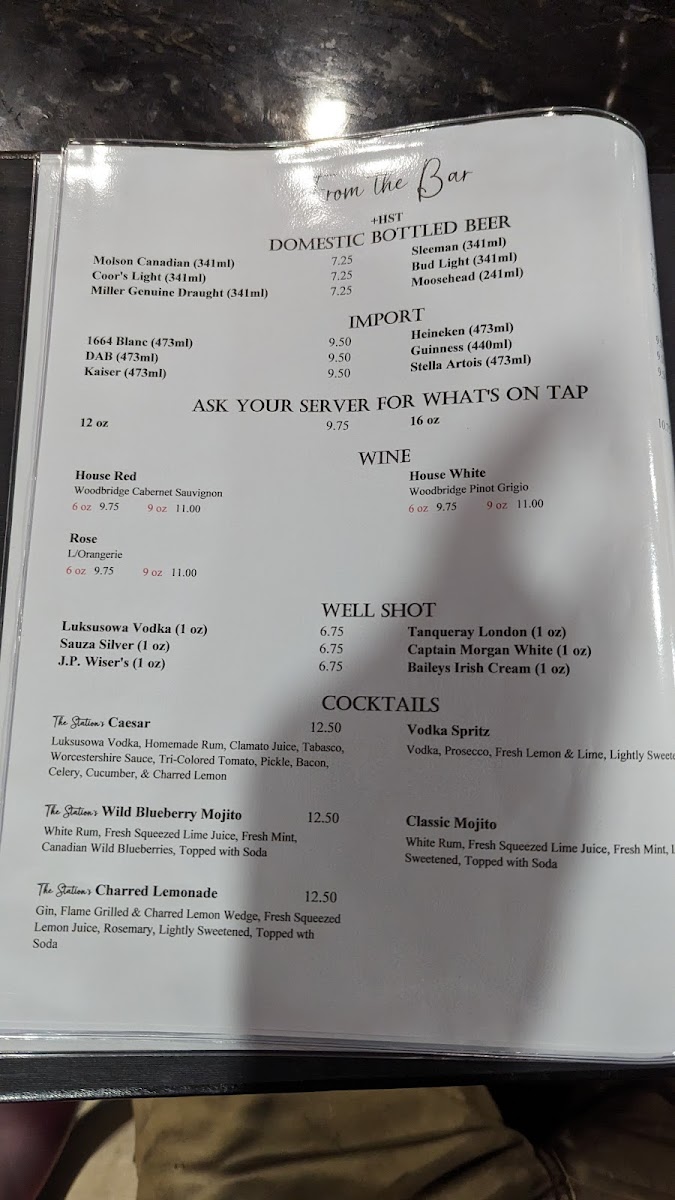 From the Bar
+HST
DOMESTIC BOTTLED BEER
Molson Canadian (341ml) 7.25 Sleeman (341ml)
Coor's Light (341ml) 7.25 Bud Light (341ml)
Miller Genuine Draught (341ml) 7.25 Moosehead (241ml)
IMPORT
1664 Blanc (473ml) 9.50 Heineken (473ml)
DAB (473ml) 9.50 Guinness (440ml)
Kaiser (473ml) 9.50 Stella Artois (473ml)
ASK YOUR SERVER FOR WHAT'S ON TAP
12 oz 9.75 16 oz
WINE
House Red
Woodbridge Cabernet Sauvignon
6 oz 9.75 9 oz 11.00
House White
Woodbridge Pinot Grigio
6 oz 9.75 9 oz 11.00
Rose
L/Orangerie
6 oz 9.75 9 oz 11.00
WELL SHOT
Luksusowa Vodka (1 oz) 6.75 Tanqueray London (1 oz)
Sauza Silver (1 oz) 6.75 Captain Morgan White (1 oz)
J.P. Wiser's (1 oz) 6.75 Baileys Irish Cream (1 oz)
COCKTAILS
The Station's Caesar 12.50
Luksusowa Vodka, Homemade Rum, Clamato Juice, Tabasco,
Worcestershire Sauce, Tri-Colored Tomato, Pickle, Bacon,
Celery, Cucumber, & Charred Lemon
Vodka Spritz
Vodka, Prosecco, Fresh Lemon & Lime, Lightly
The Station's Wild Blueberry Mojito 12.50
White Rum, Fresh Squeezed Lime Juice, Fresh Mint,
Canadian Wild Blueberries, Topped with Soda
Classic Mojito
White Rum, Fresh Squeezed Lime Juice, Fresh Mint,
Sweetened, Topped with Soda
The Station's Charred Lemonade 12.50
Gin, Flame Grilled & Charred Lemon Wedge, Fresh Squeezed
Lemon Juice, Rosemary, Lightly Sweetened, Topped wth
Soda